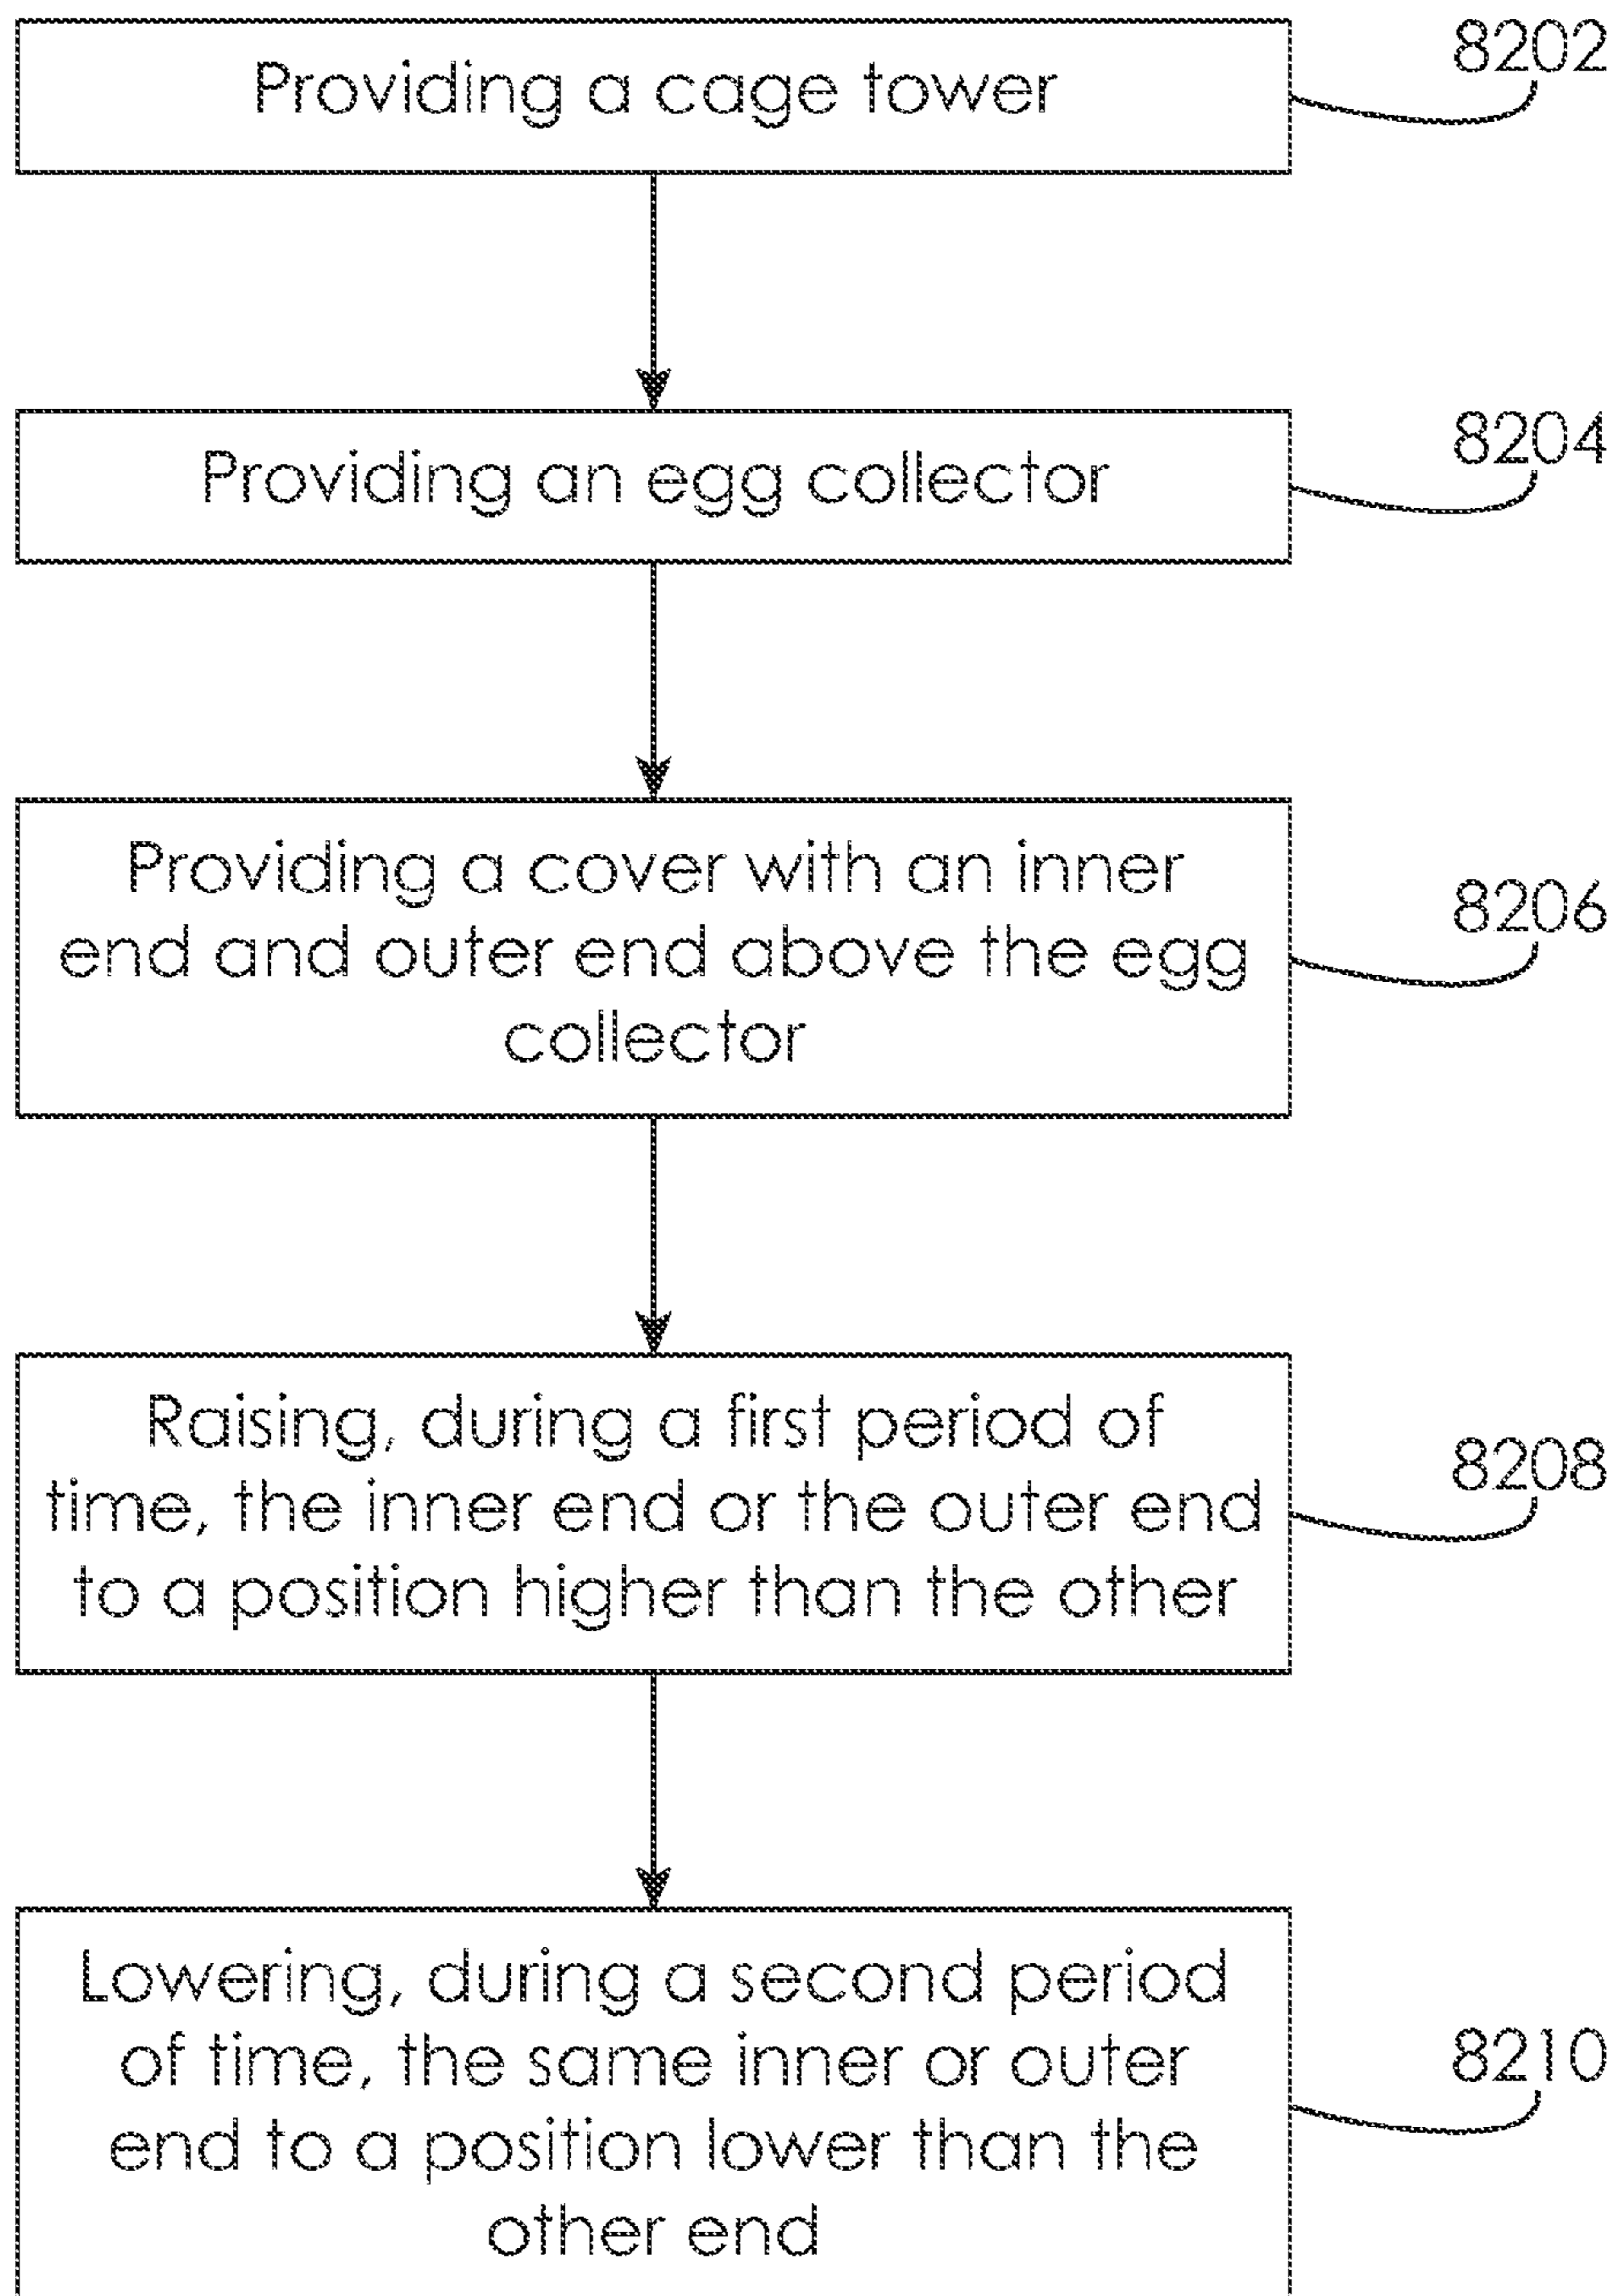 Providing a cage tower
8202
Providing an egg collector
8204
Providing a cover with an inner
end and outer end above the egg
collector
8206
Raising, during a first period of
time, the inner end or the outer end
to a position higher than the other
8208
Lowering, during a second period
of time, the same inner or outer
end to a position lower than the
other end
8210